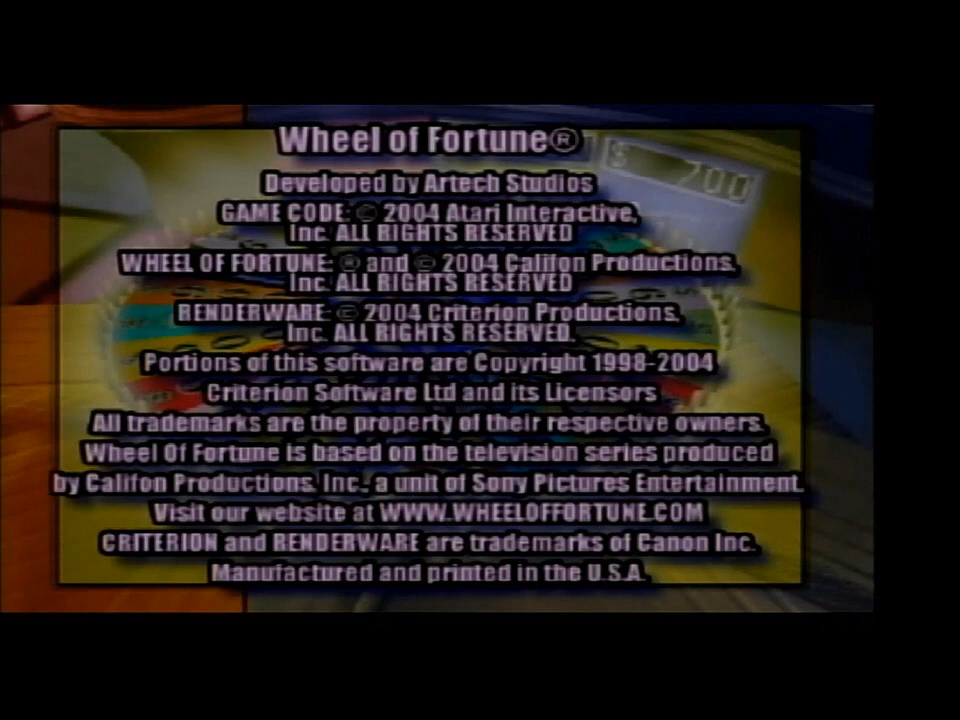 Wheel of Fortune®
Developed by Artech Studios
GAME CODE: © 2004 Atari Interactive,
Inc. ALL RIGHTS RESERVED
WHEEL OF FORTUNE: ® and © 2004 Califon Productions,
Inc. ALL RIGHTS RESERVED
RENDERWARE: © 2004 Criterion Productions,
Inc. ALL RIGHTS RESERVED.
Portions of this software are Copyright 1998-2004
Criterion Software Ltd and its Licensors
All trademarks are the property of their respective owners.
Wheel Of Fortune is based on the television series produced
by Califon Productions, Inc., a unit of Sony Pictures Entertainment.
Visit our website at WWW.WHEELOFFORTUNE.COM
CRITERION and RENDERWARE are trademarks of Canon Inc.
Manufactured and printed in the U.S.A.
$ 200